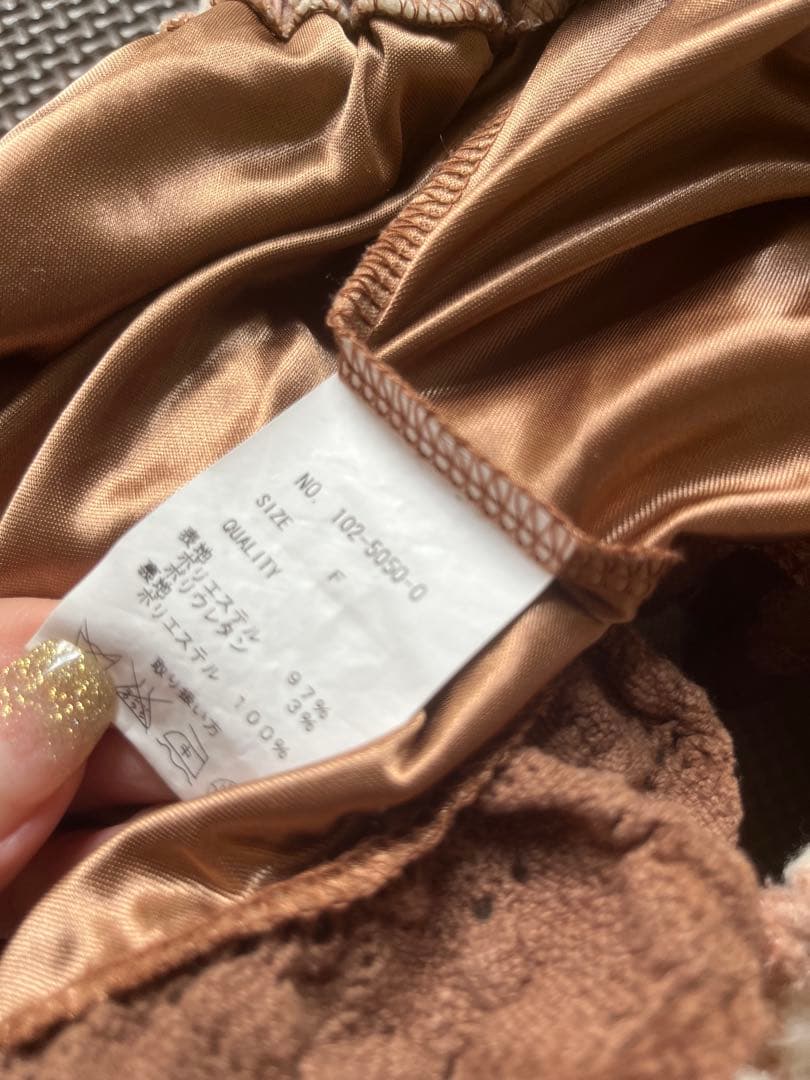 NO. 102-5050-0
SIZE F
QUALITY
表地
ポリエステル 97%
ポリウレタン 3%
裏地
ポリエステル 100%
取り扱い方